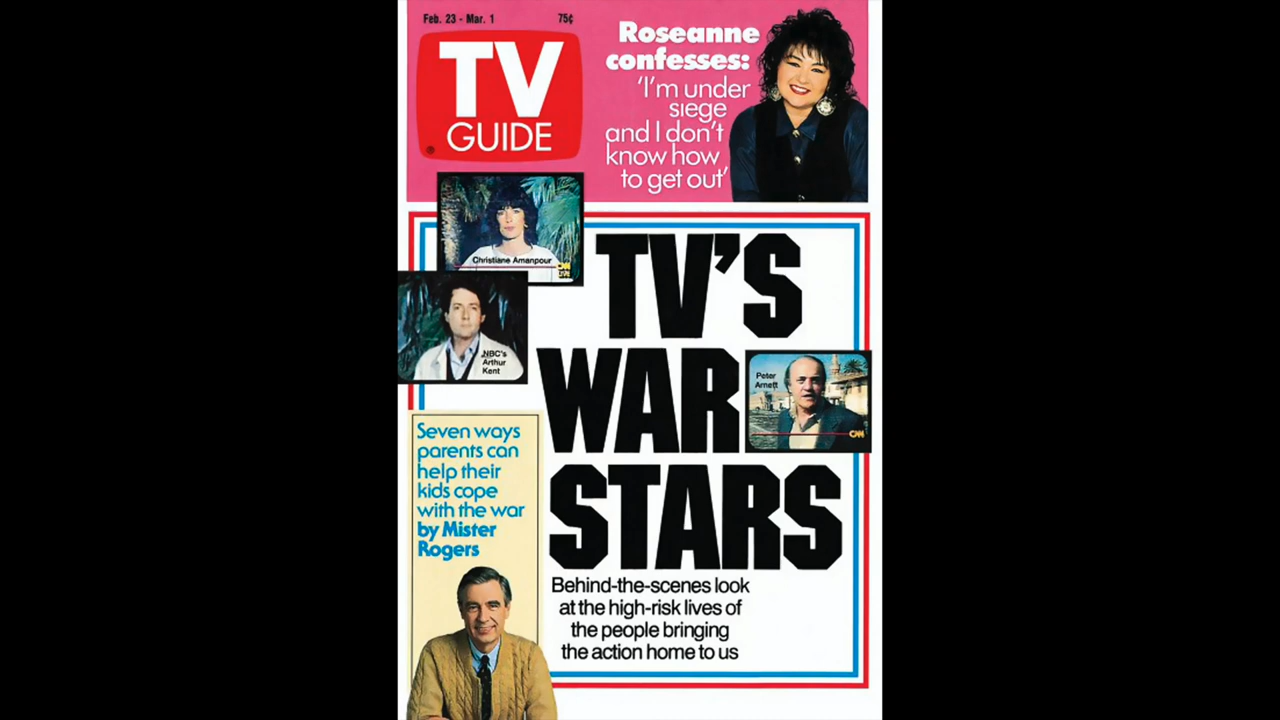 Feb. 23 - Mar. 1
75¢
TV
GUIDE
®
Roseanne
confesses:
'I'm under
siege
and I don't
know how
to get out'
Christiane Amanpour
CNN
NBC's
Arthur
Kent
TV'S
WAR
STARS
Peter
Arnett
CNN
Seven ways
parents can
help their
kids cope
with the war
by Mister
Rogers
Behind-the-scenes look
at the high-risk lives of
the people bringing
the action home to us